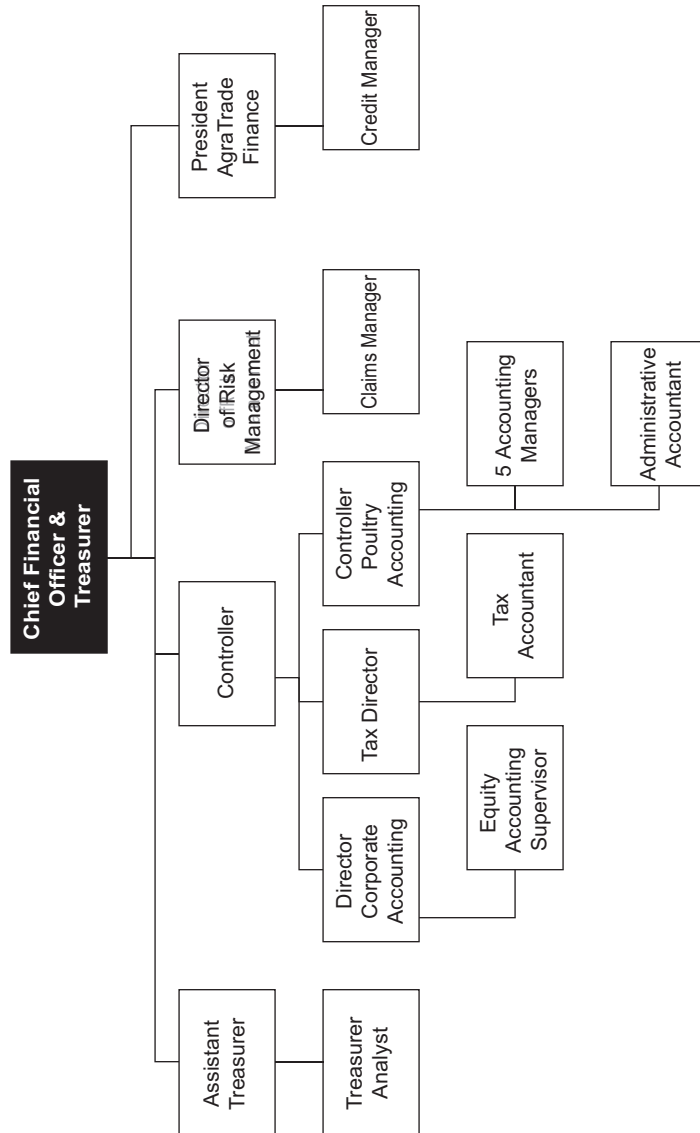 Chief Financial
Officer &
Treasurer
Assistant
Treasurer
Controller
Director
of Risk
Management
President
AgraTrade
Finance
Treasurer
Analyst
Director
Corporate
Accounting
Tax Director
Controller
Poultry
Accounting
Claims Manager
Credit Manager
Equity
Accounting
Supervisor
Tax
Accountant
5 Accounting
Managers
Administrative
Accountant